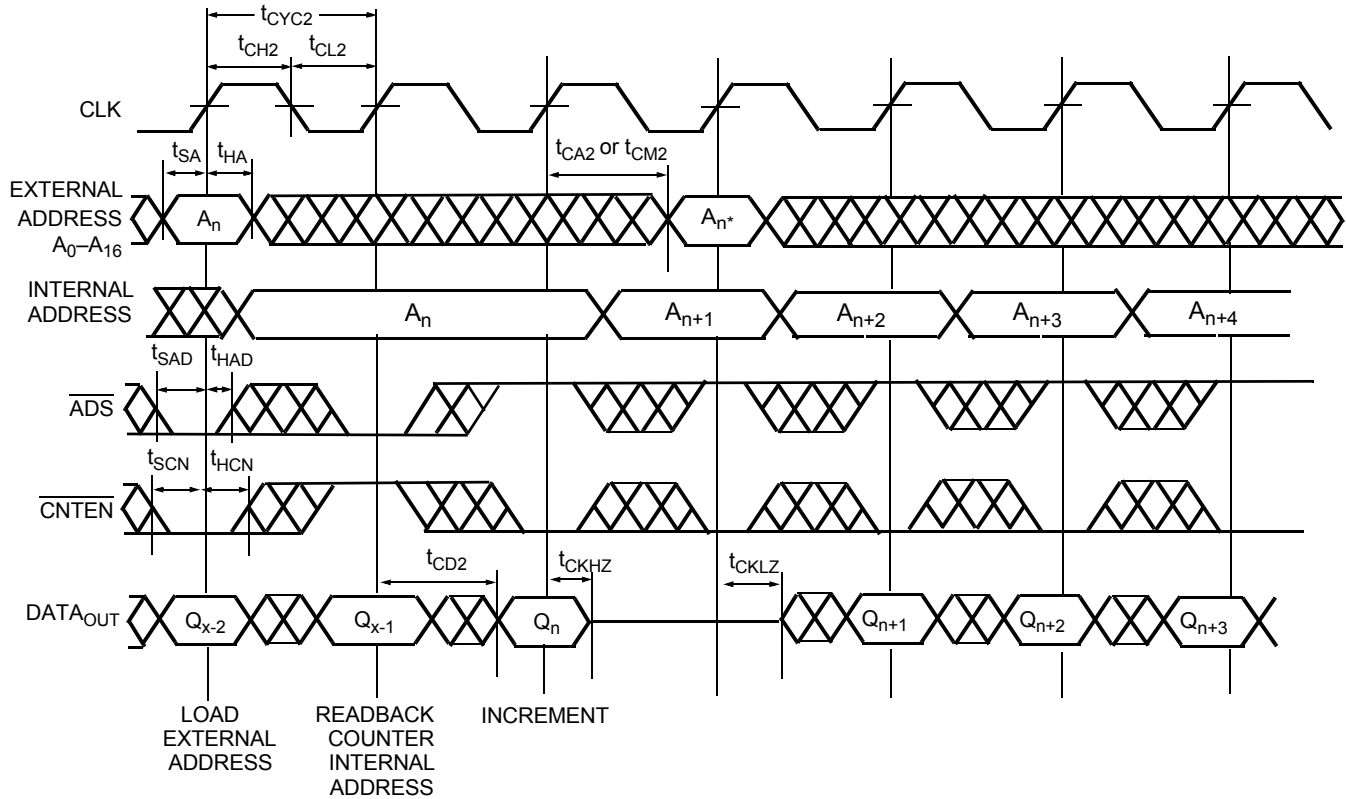 tCYC2
tCH2 tCL2
CLK
tSA tHA
tCA2 or tCM2
EXTERNAL
ADDRESS
A0–A16
An
An*
INTERNAL
ADDRESS
An
An+1
An+2
An+3
An+4
tSAD tHAD
ADS
tSCN tHCN
CNTEN
tCD2
tCKHZ
tCKLZ
DATAOUT
Qx-2
Qx-1
Qn
Qn+1
Qn+2
Qn+3
LOAD
EXTERNAL
ADDRESS
READBACK
COUNTER
INTERNAL
ADDRESS
INCREMENT